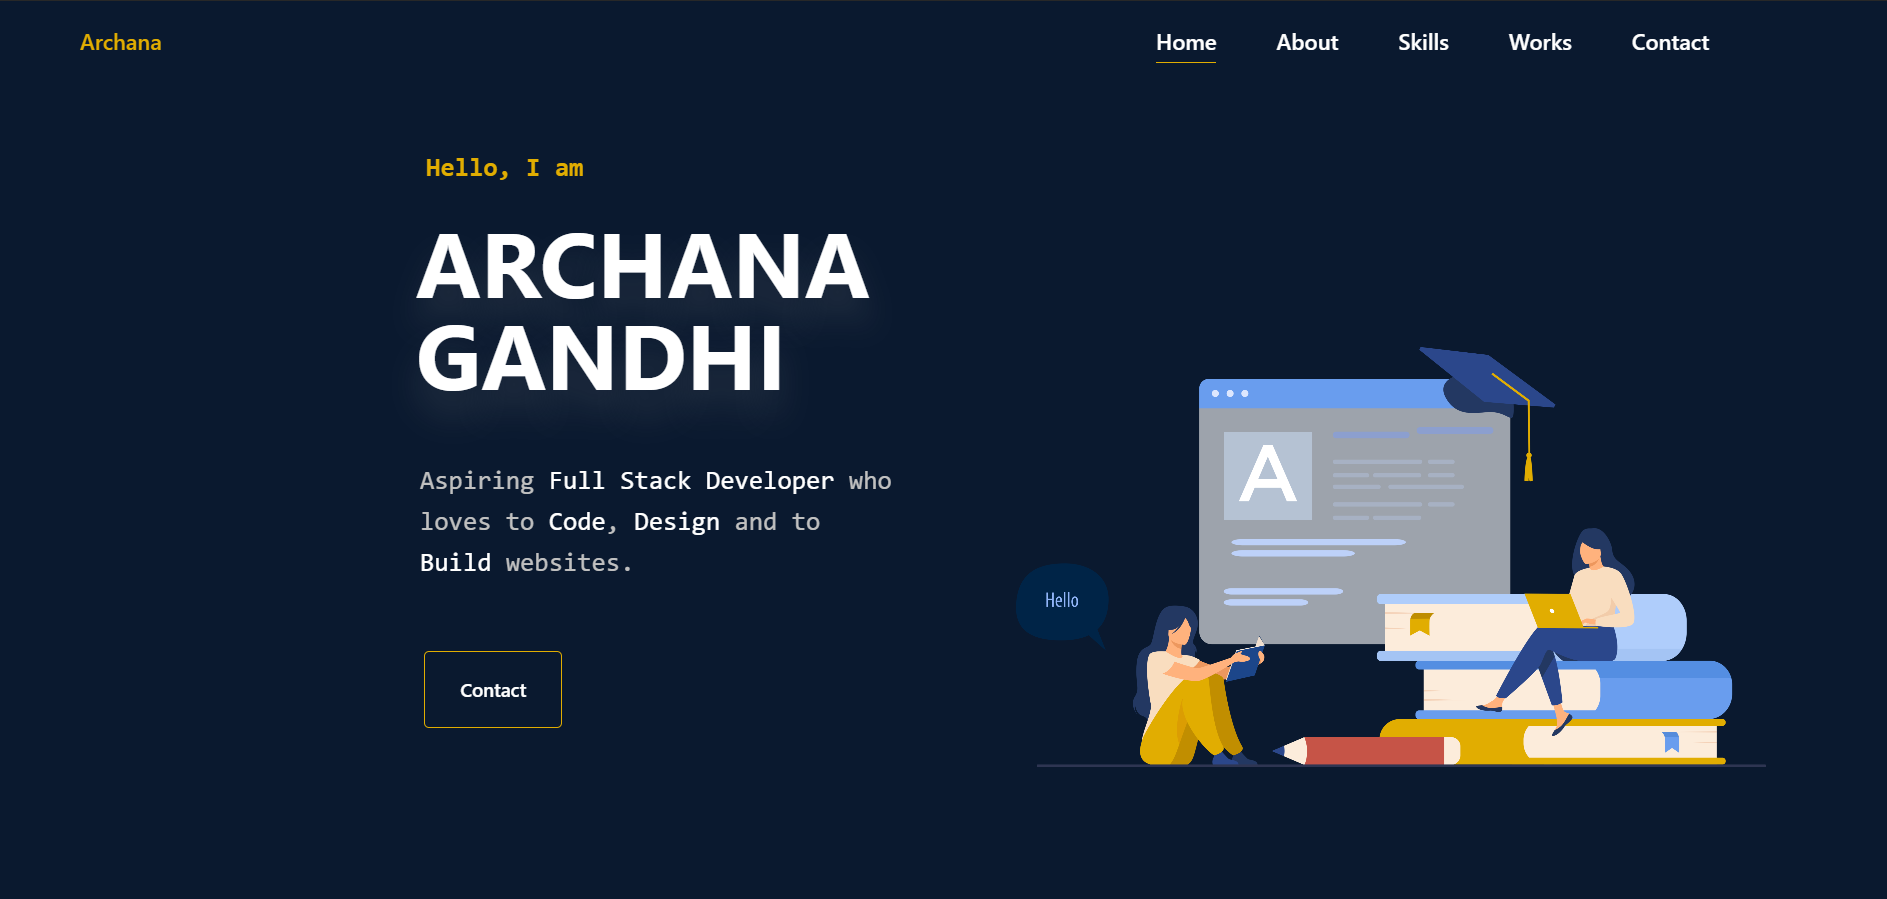 Archana
Home About Skills Works Contact
Hello, I am
ARCHANA
GANDHI
Aspiring Full Stack Developer who
loves to Code, Design and to
Build websites.
Contact
A
Hello